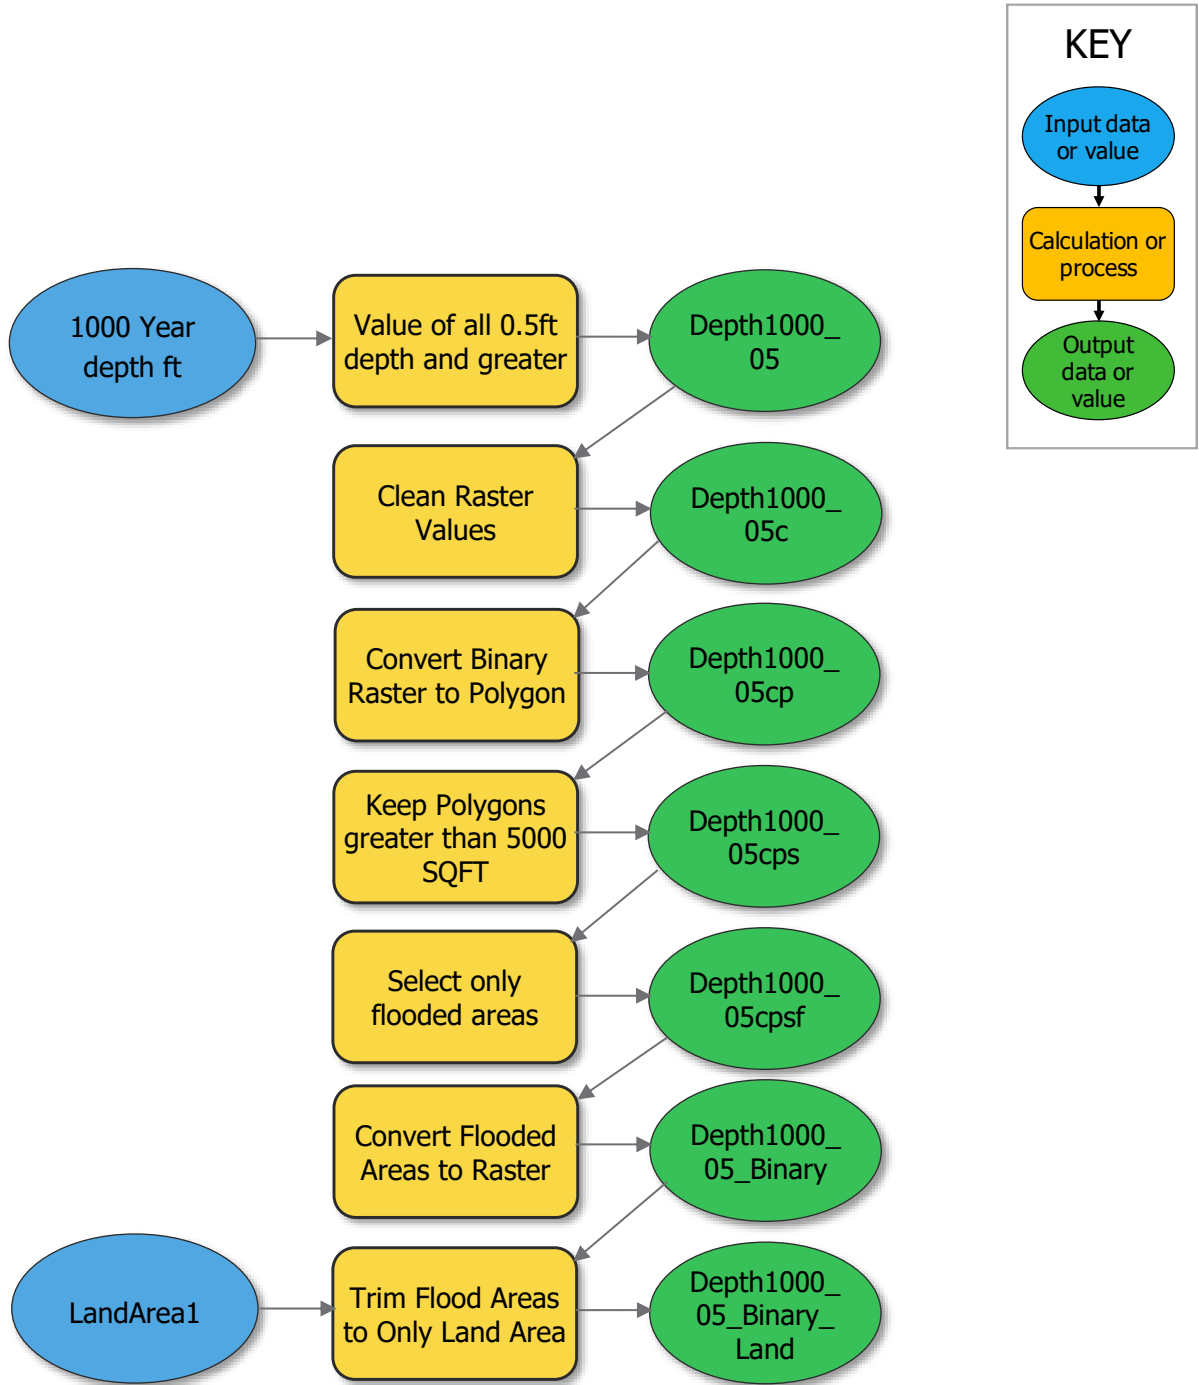 KEY
Input data
or value
Calculation or
process
Output
data or
value
1000 Year
depth ft
Value of all 0.5ft
depth and greater
Depth1000_
05
Clean Raster
Values
Depth1000_
05c
Convert Binary
Raster to Polygon
Depth1000_
05cp
Keep Polygons
greater than 5000
SQFT
Depth1000_
05cps
Select only
flooded areas
Depth1000_
05cpsf
Convert Flooded
Areas to Raster
Depth1000_
05_Binary
LandArea1
Trim Flood Areas
to Only Land Area
Depth1000_
05_Binary_
Land